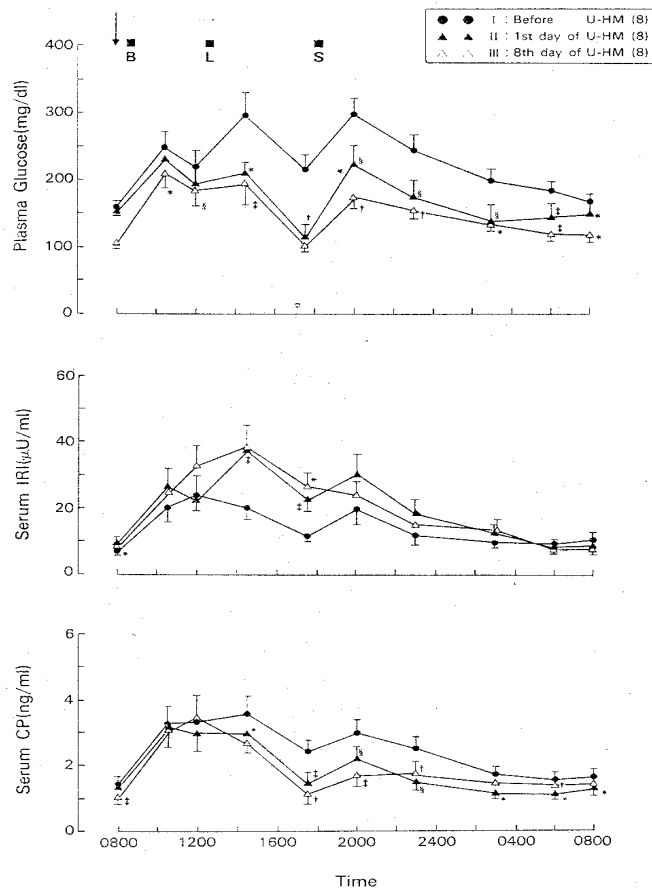 I : Before U-HM (8)
II : 1st day of U-HM (8)
III : 8th day of U-HM (8)
B L S
Plasma Glucose(mg/dl)
400
300
200
100
0
* § * ‡ † * § † § † § * ‡ ‡ * *
Serum IRI(μU/ml)
60
40
20
0
* ‡ ‡ *
Serum CP(ng/ml)
6
4
2
0
‡ * ‡ † § ‡ † § * † * *
0800 1200 1600 2000 2400 0400 0800
Time